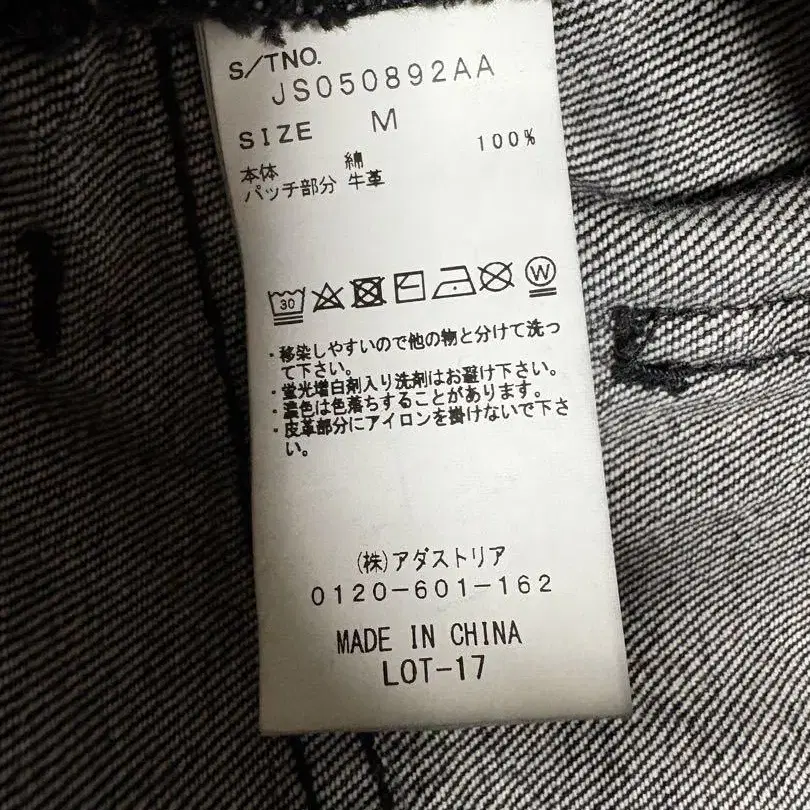 S/TNO.
JS050892AA
SIZE M
本体 綿 100%
パッチ部分 牛革
30
W
・移染しやすいので他の物と分けて洗っ
て下さい。
・蛍光増白剤入り洗剤はお避け下さい。
・濃色は色落ちすることがあります。
・皮革部分にアイロンを掛けないで下さ
い。
(株)アダストリア
0120-601-162
MADE IN CHINA
LOT-17